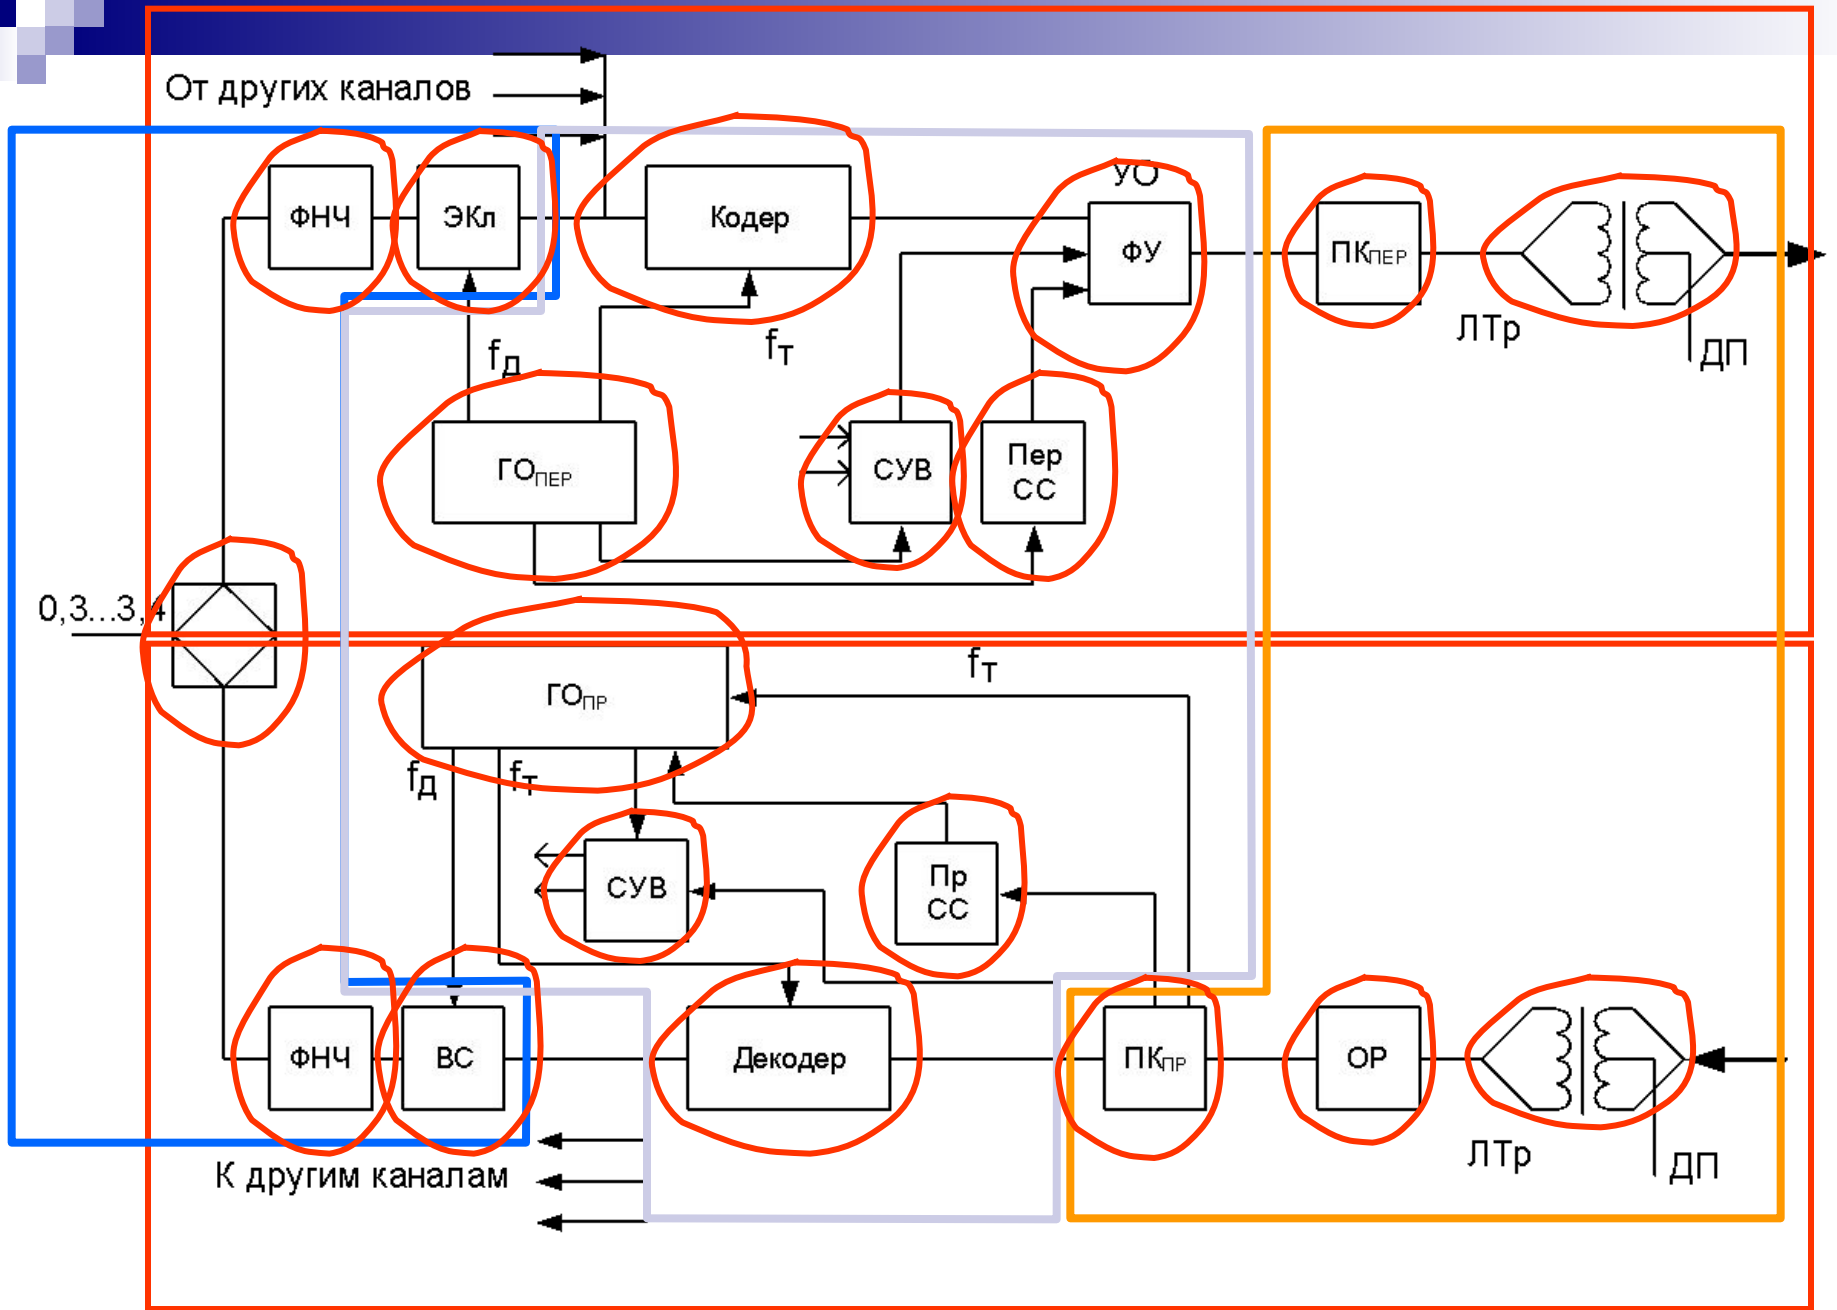 От других каналов
УО
ФНЧ
ЭКл
Кодер
ФУ
ПКПЕР
ЛТр
ДП
fД
fТ
ГОПЕР
СУВ
Пер
СС
0,3...3,4
ГОПР
fТ
fД
fТ
СУВ
Пр
СС
ФНЧ
ВС
Декодер
ПКПР
ОР
ЛТр
ДП
К другим каналам